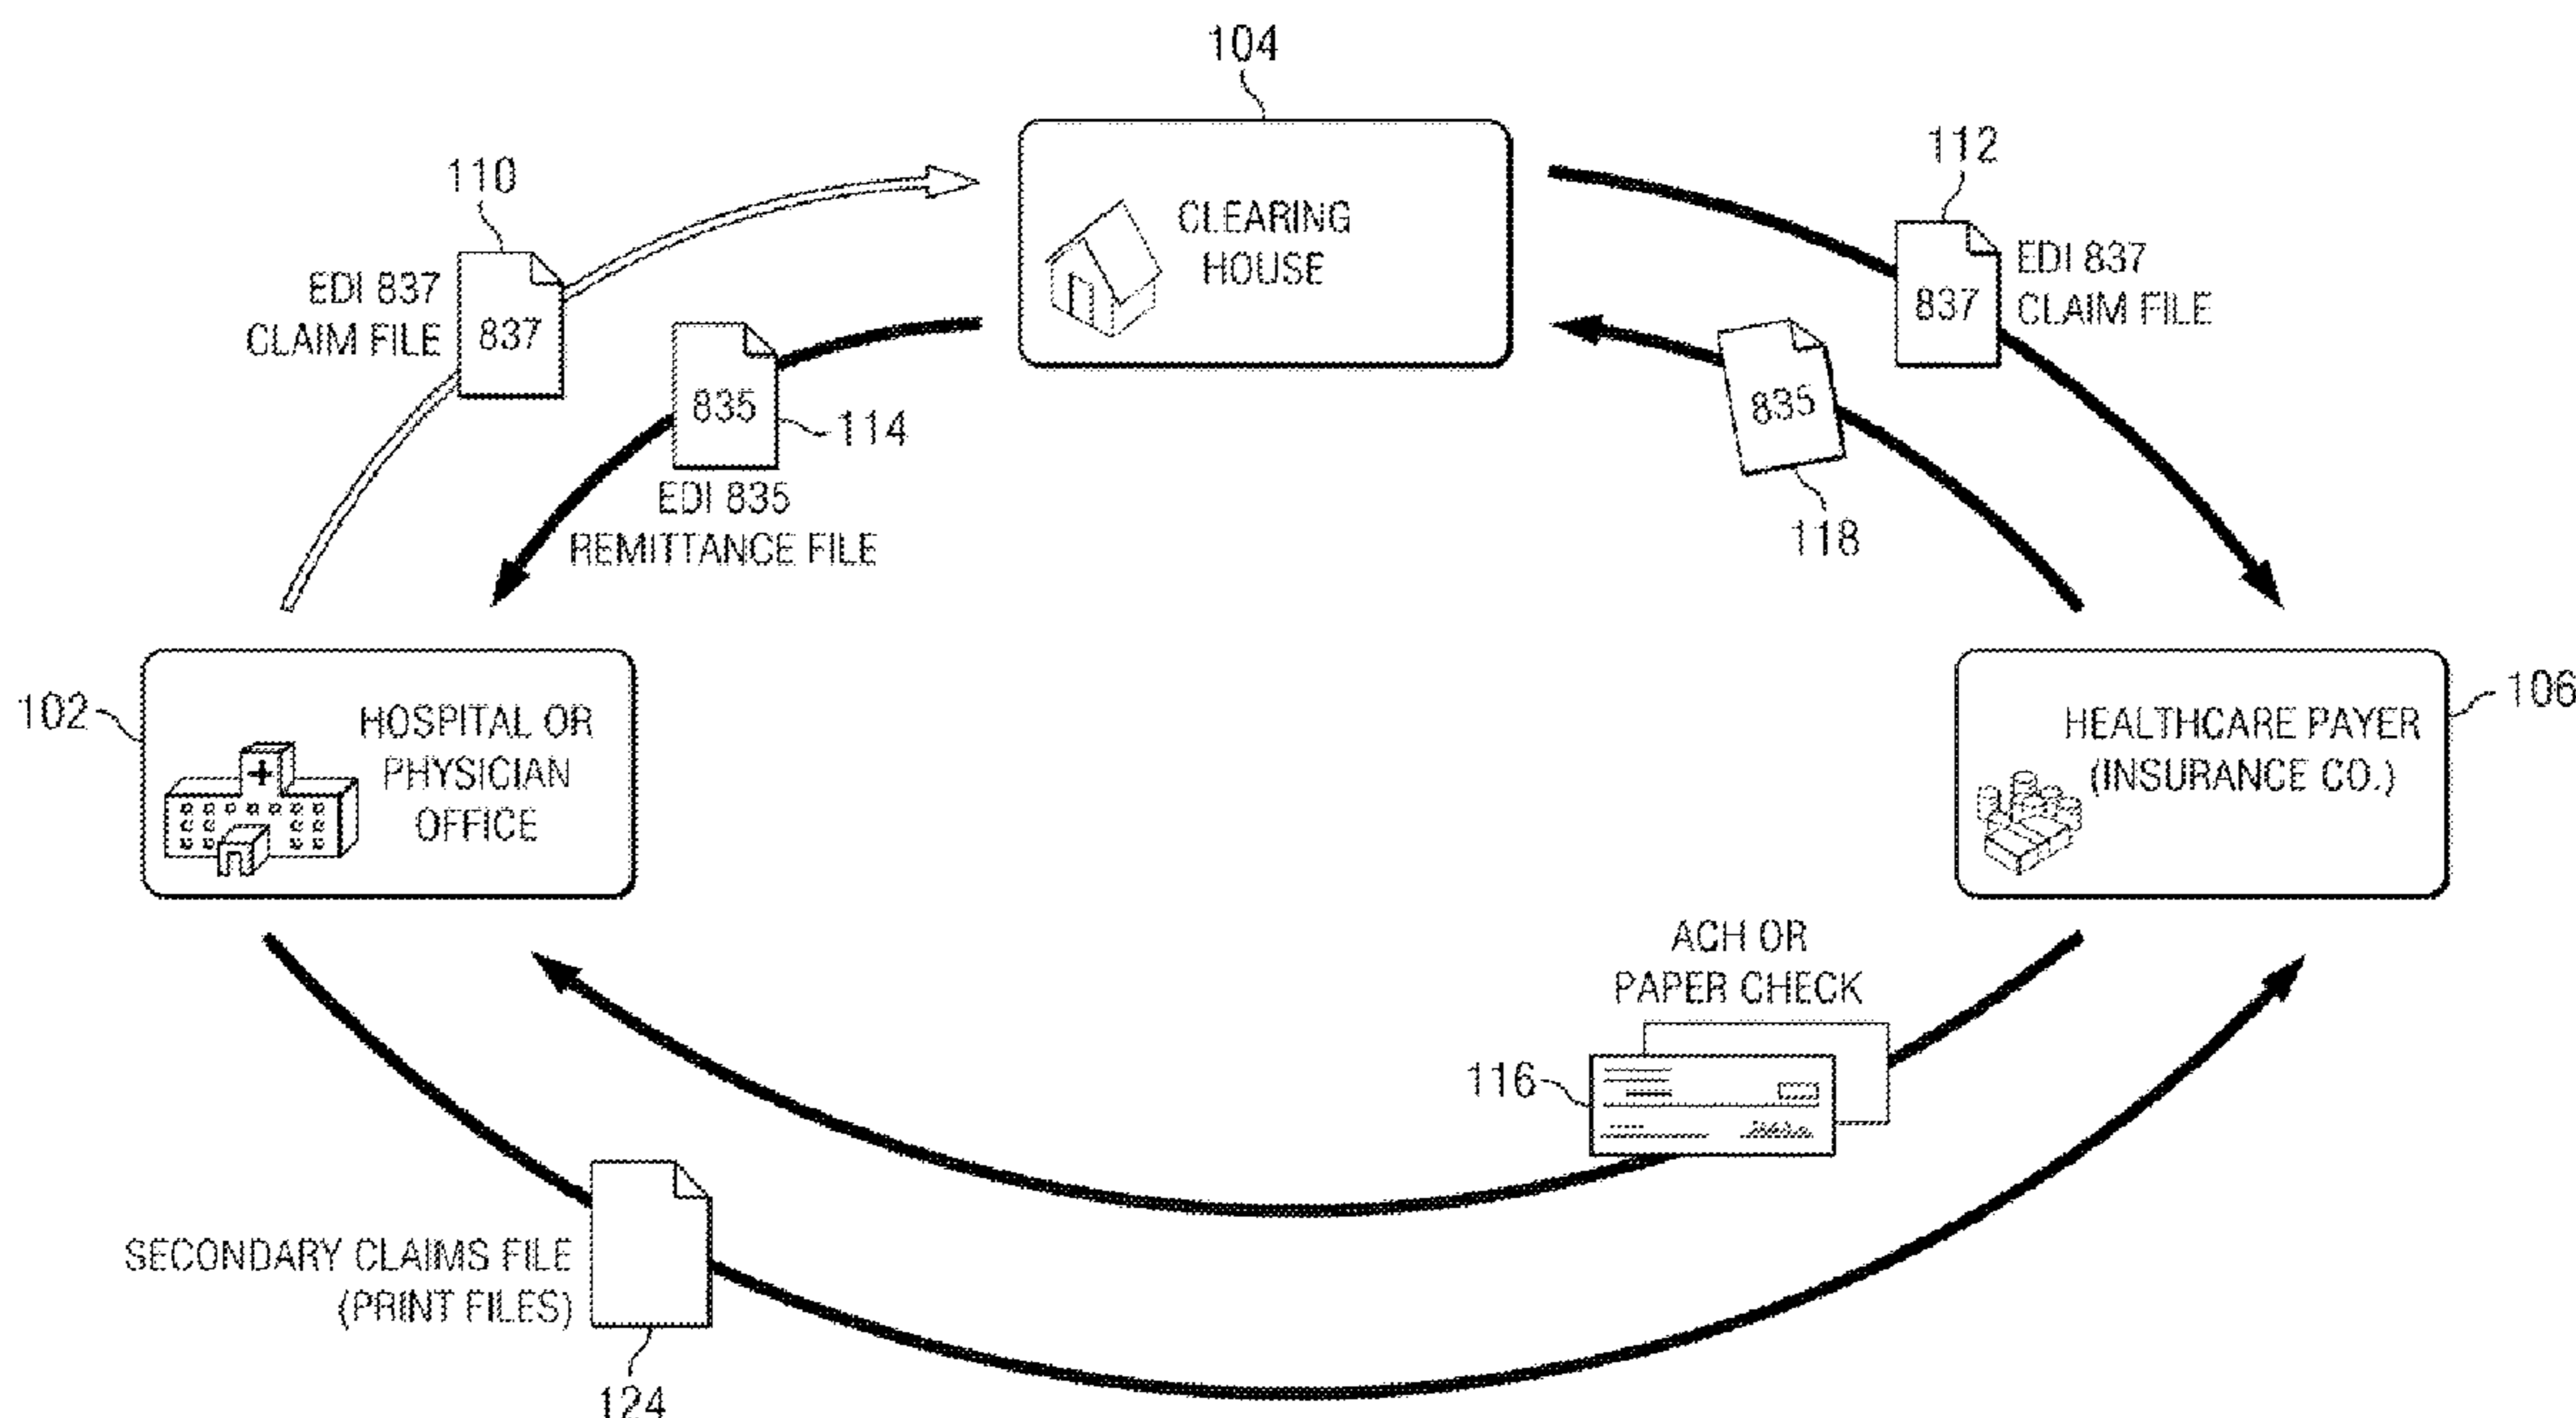 104
CLEARING
HOUSE
110
EDI 837
CLAIM FILE
837
112
EDI 837
CLAIM FILE
837
835
114
EDI 835
REMITTANCE FILE
835
118
102
HOSPITAL OR
PHYSICIAN
OFFICE
106
HEALTHCARE PAYER
(INSURANCE CO.)
ACH OR
PAPER CHECK
116
SECONDARY CLAIMS FILE
(PRINT FILES)
124